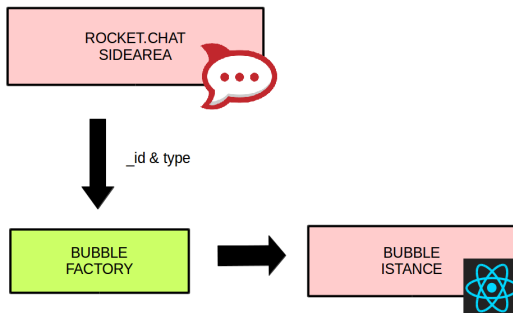 ROCKET.CHAT
SIDEAREA
_id & type
BUBBLE
FACTORY
BUBBLE
ISTANCE